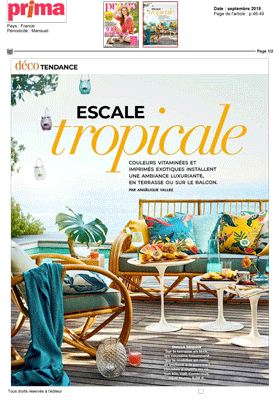 prima
Pays : France
Périodicité : Mensuel
Date : septembre 2018
Page de l'article : p.46-49
Page 1/2
déco TENDANCE
ESCALE
tropicale
COULEURS VITAMINÉES ET
IMPRIMÉS EXOTIQUES INSTALLENT
UNE AMBIANCE LUXURIANTE,
EN TERRASSE OU SUR LE BALCON.
PAR ANGÉLIQUE VALLEZ
Tous droits réservés à l'éditeur